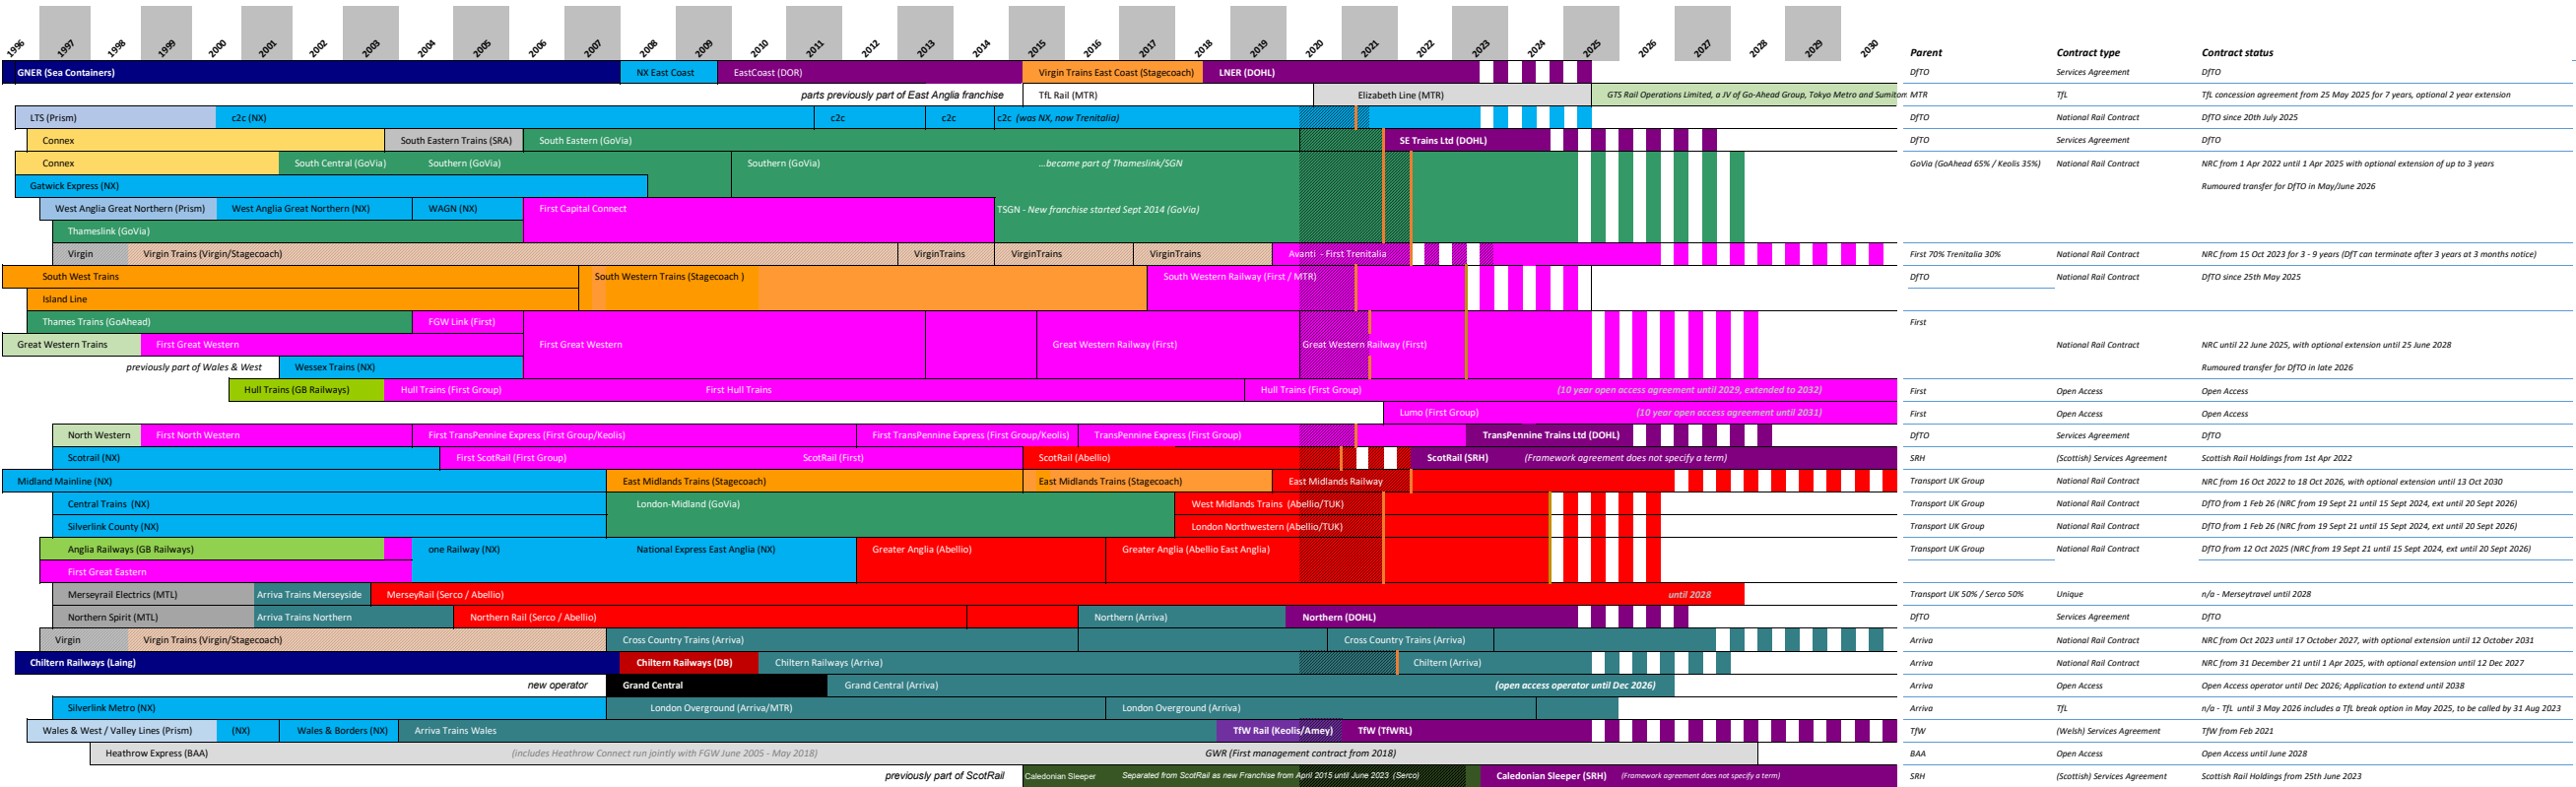 1996 1997 1998 1999 2000 2001 2002 2003 2004 2005 2006 2007 2008 2009 2010 2011 2012 2013 2014 2015 2016 2017 2018 2019 2020 2021 2022 2023 2024 2025 2026 2027 2028 2029 2030 Parent Contract type Contract status
GNER (Sea Containers) NX East Coast EastCoast (DOR) Virgin Trains East Coast (Stagecoach) LNER (DOHL) DfTO Services Agreement DfTO
parts previously part of East Anglia franchise TfL Rail (MTR) Elizabeth Line (MTR) GTS Rail Operations Limited, a JV of Go-Ahead Group, Tokyo Metro and Sumitom MTR TfL TfL concession agreement from 25 May 2025 for 7 years, optional 2 year extension
LTS (Prism) c2c (NX) c2c c2c c2c (was NX, now Trenitalia) DfTO National Rail Contract DfTO since 20th July 2025
Connex South Eastern Trains (SRA) South Eastern (GoVia) SE Trains Ltd (DOHL) DfTO Services Agreement DfTO
Connex South Central (GoVia) Southern (GoVia) Southern (GoVia) ...became part of Thameslink/SGN GoVia (GoAhead 65% / Keolis 35%) National Rail Contract NRC from 1 Apr 2022 until 1 Apr 2025 with optional extension of up to 3 years
Gatwick Express (NX) Rumoured transfer for DfTO in May/June 2026
West Anglia Great Northern (Prism) West Anglia Great Northern (NX) WAGN (NX) First Capital Connect TSGN - New franchise started Sept 2014 (GoVia)
Thameslink (GoVia)
Virgin Virgin Trains (Virgin/Stagecoach) VirginTrains VirginTrains VirginTrains Avanti - First Trenitalia First 70% Trenitalia 30% National Rail Contract NRC from 15 Oct 2023 for 3 - 9 years (DfT can terminate after 3 years at 3 months notice)
South West Trains South Western Trains (Stagecoach ) South Western Railway (First / MTR) DfTO National Rail Contract DfTO since 25th May 2025
Island Line
Thames Trains (GoAhead) FGW Link (First) First
Great Western Trains First Great Western First Great Western Great Western Railway (First) Great Western Railway (First) National Rail Contract NRC until 22 June 2025, with optional extension until 25 June 2028
previously part of Wales & West Wessex Trains (NX) Rumoured transfer for DfTO in late 2026
Hull Trains (GB Railways) Hull Trains (First Group) First Hull Trains Hull Trains (First Group) (10 year open access agreement until 2029, extended to 2032) First Open Access Open Access
Lumo (First Group) (10 year open access agreement until 2031) First Open Access Open Access
North Western First North Western First TransPennine Express (First Group/Keolis) First TransPennine Express (First Group/Keolis) TransPennine Express (First Group) TransPennine Trains Ltd (DOHL) DfTO Services Agreement DfTO
Scotrail (NX) First ScotRail (First Group) ScotRail (First) ScotRail (Abellio) ScotRail (SRH) (Framework agreement does not specify a term) SRH (Scottish) Services Agreement Scottish Rail Holdings from 1st Apr 2022
Midland Mainline (NX) East Midlands Trains (Stagecoach) East Midlands Trains (Stagecoach) East Midlands Railway Transport UK Group National Rail Contract NRC from 16 Oct 2022 to 18 Oct 2026, with optional extension until 13 Oct 2030
Central Trains (NX) London-Midland (GoVia) West Midlands Trains (Abellio/TUK) Transport UK Group National Rail Contract DfTO from 1 Feb 26 (NRC from 19 Sept 21 until 15 Sept 2024, ext until 20 Sept 2026)
Silverlink County (NX) London Northwestern (Abellio/TUK) Transport UK Group National Rail Contract DfTO from 1 Feb 26 (NRC from 19 Sept 21 until 15 Sept 2024, ext until 20 Sept 2026)
Anglia Railways (GB Railways) one Railway (NX) National Express East Anglia (NX) Greater Anglia (Abellio) Greater Anglia (Abellio East Anglia) Transport UK Group National Rail Contract DfTO from 12 Oct 2025 (NRC from 19 Sept 21 until 15 Sept 2024, ext until 20 Sept 2026)
First Great Eastern
Merseyrail Electrics (MTL) Arriva Trains Merseyside MerseyRail (Serco / Abellio) until 2028 Transport UK 50% / Serco 50% Unique n/a - Merseytravel until 2028
Northern Spirit (MTL) Arriva Trains Northern Northern Rail (Serco / Abellio) Northern (Arriva) Northern (DOHL) DfTO Services Agreement DfTO
Virgin Virgin Trains (Virgin/Stagecoach) Cross Country Trains (Arriva) Cross Country Trains (Arriva) Arriva National Rail Contract NRC from Oct 2023 until 17 October 2027, with optional extension until 12 October 2031
Chiltern Railways (Laing) Chiltern Railways (DB) Chiltern Railways (Arriva) Chiltern (Arriva) Arriva National Rail Contract NRC from 31 December 21 until 1 Apr 2025, with optional extension until 12 Dec 2027
new operator Grand Central Grand Central (Arriva) (open access operator until Dec 2026) Arriva Open Access Open Access operator until Dec 2026; Application to extend until 2038
Silverlink Metro (NX) London Overground (Arriva/MTR) London Overground (Arriva) Arriva TfL n/a - TfL until 3 May 2026 includes a TfL break option in May 2025, to be called by 31 Aug 2023
Wales & West / Valley Lines (Prism) (NX) Wales & Borders (NX) Arriva Trains Wales TfW Rail (Keolis/Amey) TfW (TfWRL) TfW (Welsh) Services Agreement TfW from Feb 2021
Heathrow Express (BAA) (includes Heathrow Connect run jointly with FGW June 2005 - May 2018) GWR (First management contract from 2018) BAA Open Access Open Access until June 2028
previously part of ScotRail Caledonian Sleeper Separated from ScotRail as new Franchise from April 2015 until June 2023 (Serco) Caledonian Sleeper (SRH) (Framework agreement does not specify a term) SRH (Scottish) Services Agreement Scottish Rail Holdings from 25th June 2023